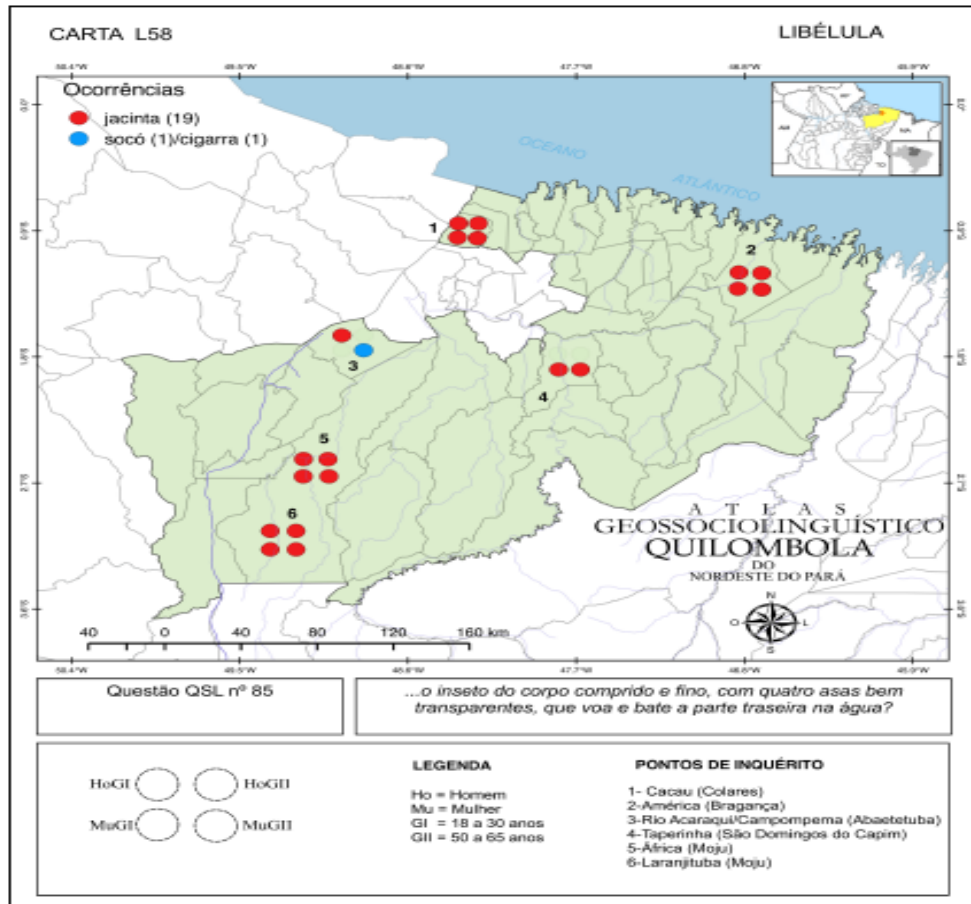 CARTA L58
LIBÉLULA
Ocorrências
jacinta (19)
socó (1)/cigarra (1)
OCEANO
ATLÂNTICO
1
2
3
4
5
6
ATLAS
GEOSSOCIOLINGUÍSTICO
QUILOMBOLA
DO
NORDESTE DO PARÁ
N
O
L
S
40 0 40 80 120 160 km
Questão QSL nº 85
...o inseto do corpo comprido e fino, com quatro asas bem
transparentes, que voa e bate a parte traseira na água?
HoGI
HoGII
MuGI
MuGII
LEGENDA
Ho = Homem
Mu = Mulher
GI = 18 a 30 anos
GII = 50 a 65 anos
PONTOS DE INQUÉRITO
1- Cacau (Colares)
2-América (Bragança)
3-Rio Acaraqui/Campompema (Abaetetuba)
4-Taperinha (São Domingos do Capim)
5-África (Moju)
6-Laranjituba (Moju)